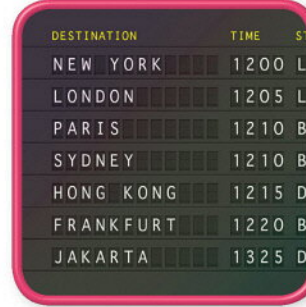 DESTINATION TIME
NEW YORK 1200
LONDON 1205
PARIS 1210
SYDNEY 1210
HONG KONG 1215
FRANKFURT 1220
JAKARTA 1325